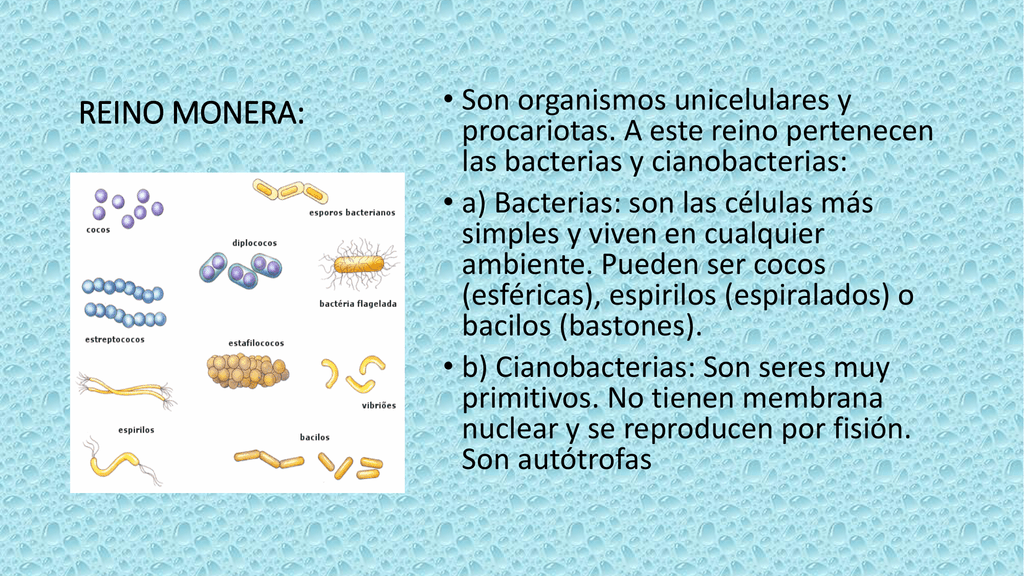 REINO MONERA:
cocos
esporos bacterianos
diplococos
bactéria flagelada
estreptococos
estafilococos
vibriões
espirilos
bacilos
• Son organismos unicelulares y
procariotas. A este reino pertenecen
las bacterias y cianobacterias:
• a) Bacterias: son las células más
simples y viven en cualquier
ambiente. Pueden ser cocos
(esféricas), espirilos (espiralados) o
bacilos (bastones).
• b) Cianobacterias: Son seres muy
primitivos. No tienen membrana
nuclear y se reproducen por fisión.
Son autótrofas